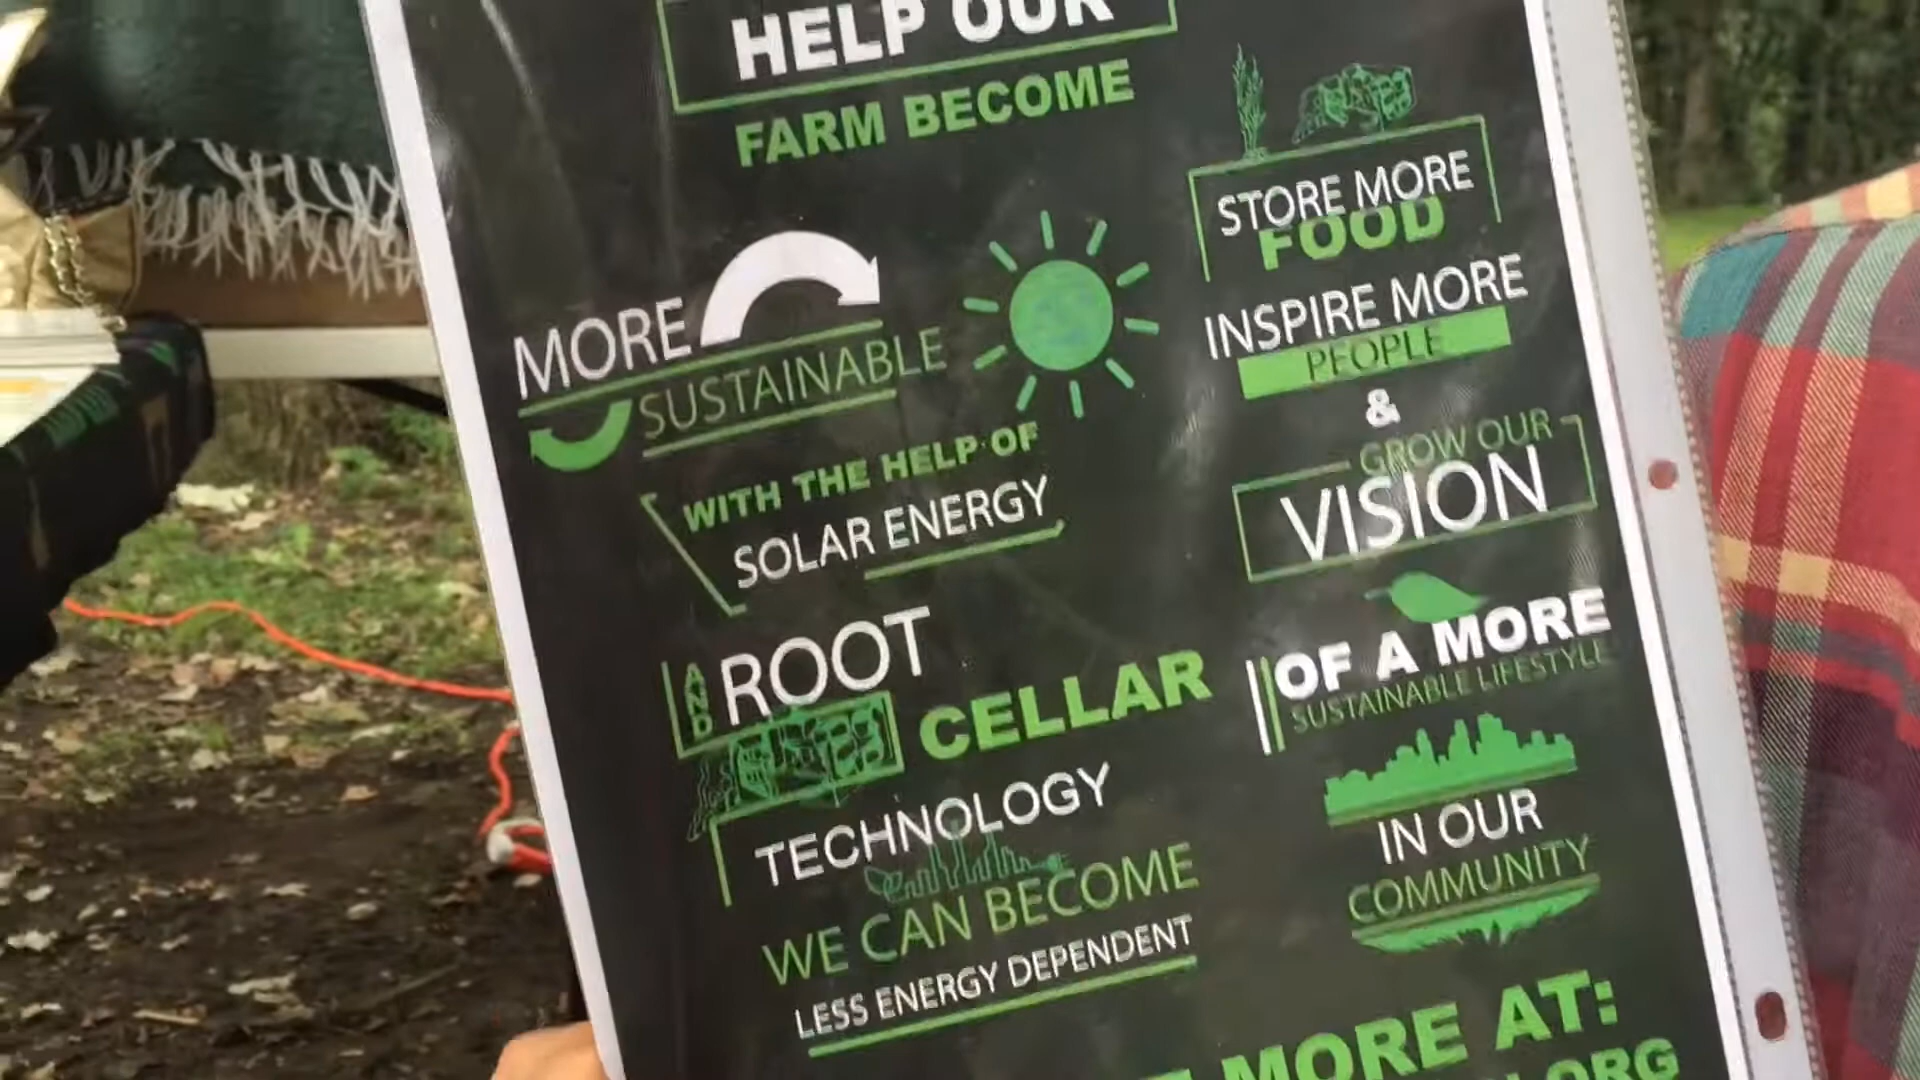 HELP OUR
FARM BECOME
MORE
SUSTAINABLE
WITH THE HELP OF
SOLAR ENERGY
AND
ROOT
CELLAR
TECHNOLOGY
WE CAN BECOME
LESS ENERGY DEPENDENT
STORE MORE
FOOD
INSPIRE MORE
PEOPLE
&
GROW OUR
VISION
OF A MORE
SUSTAINABLE LIFESTYLE
IN OUR
COMMUNITY
MORE AT:
.ORG